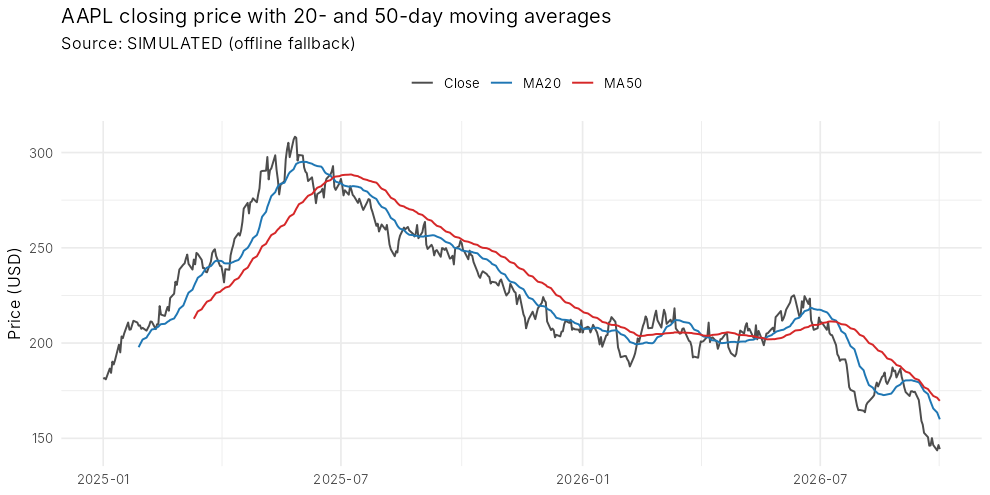 AAPL closing price with 20- and 50-day moving averages
Source: SIMULATED (offline fallback)
Close MA20 MA50
Price (USD)
300
250
200
150
2025-01 2025-07 2026-01 2026-07